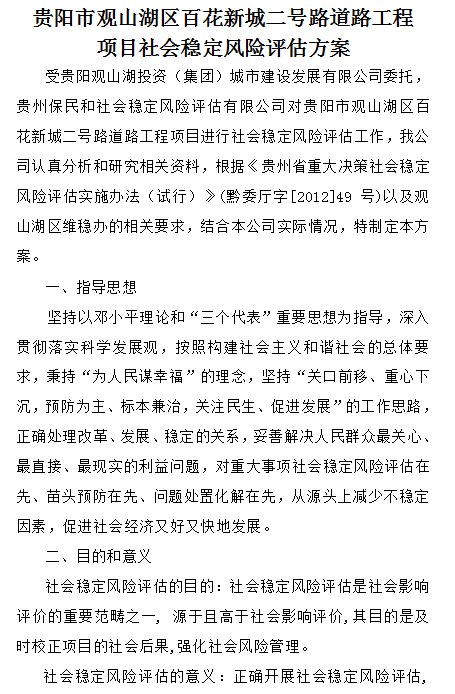 贵阳市观山湖区百花新城二号路道路工程
项目社会稳定风险评估方案
受贵阳观山湖投资（集团）城市建设发展有限公司委托，
贵州保民和社会稳定风险评估有限公司对贵阳市观山湖区百
花新城二号路道路工程项目进行社会稳定风险评估工作，我公
司认真分析和研究相关资料，根据《贵州省重大决策社会稳定
风险评估实施办法（试行）》(黔委厅字[2012]49 号)以及观
山湖区维稳办的相关要求，结合本公司实际情况，特制定本方
案。
一、指导思想
坚持以邓小平理论和“三个代表”重要思想为指导，深入
贯彻落实科学发展观，按照构建社会主义和谐社会的总体要
求，秉持“为人民谋幸福”的理念，坚持“关口前移、重心下
沉，预防为主、标本兼治，关注民生、促进发展”的工作思路，
正确处理改革、发展、稳定的关系，妥善解决人民群众最关心、
最直接、最现实的利益问题，对重大事项社会稳定风险评估在
先、苗头预防在先、问题处置化解在先，从源头上减少不稳定
因素，促进社会经济又好又快地发展。
二、目的和意义
社会稳定风险评估的目的：社会稳定风险评估是社会影响
评价的重要范畴之一, 源于且高于社会影响评价,其目的是及
时校正项目的社会后果,强化社会风险管理。
社会稳定风险评估的意义：正确开展社会稳定风险评估,